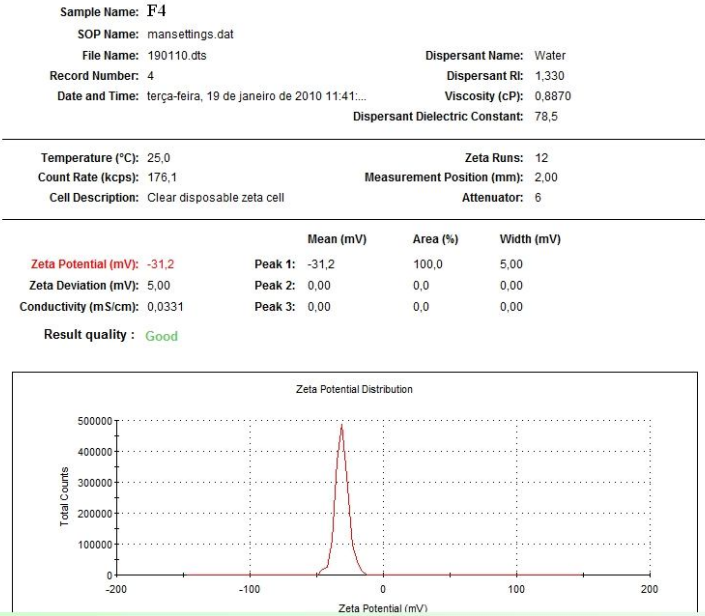 Sample Name: F4
SOP Name: mansettings.dat
File Name: 190110.dts Dispersant Name: Water
Record Number: 4 Dispersant RI: 1,330
Date and Time: terça-feira, 19 de janeiro de 2010 11:41:... Viscosity (cP): 0,8870
Dispersant Dielectric Constant: 78,5
Temperature (°C): 25,0 Zeta Runs: 12
Count Rate (kcps): 176,1 Measurement Position (mm): 2,00
Cell Description: Clear disposable zeta cell Attenuator: 6
Mean (mV) Area (%) Width (mV)
Zeta Potential (mV): -31,2 Peak 1: -31,2 100,0 5,00
Zeta Deviation (mV): 5,00 Peak 2: 0,00 0,0 0,00
Conductivity (mS/cm): 0,0331 Peak 3: 0,00 0,0 0,00
Result quality : Good
Zeta Potential Distribution
500000
400000
300000
200000
100000
0
Total Counts
-200 -100 0 100 200
Zeta Potential (mV)